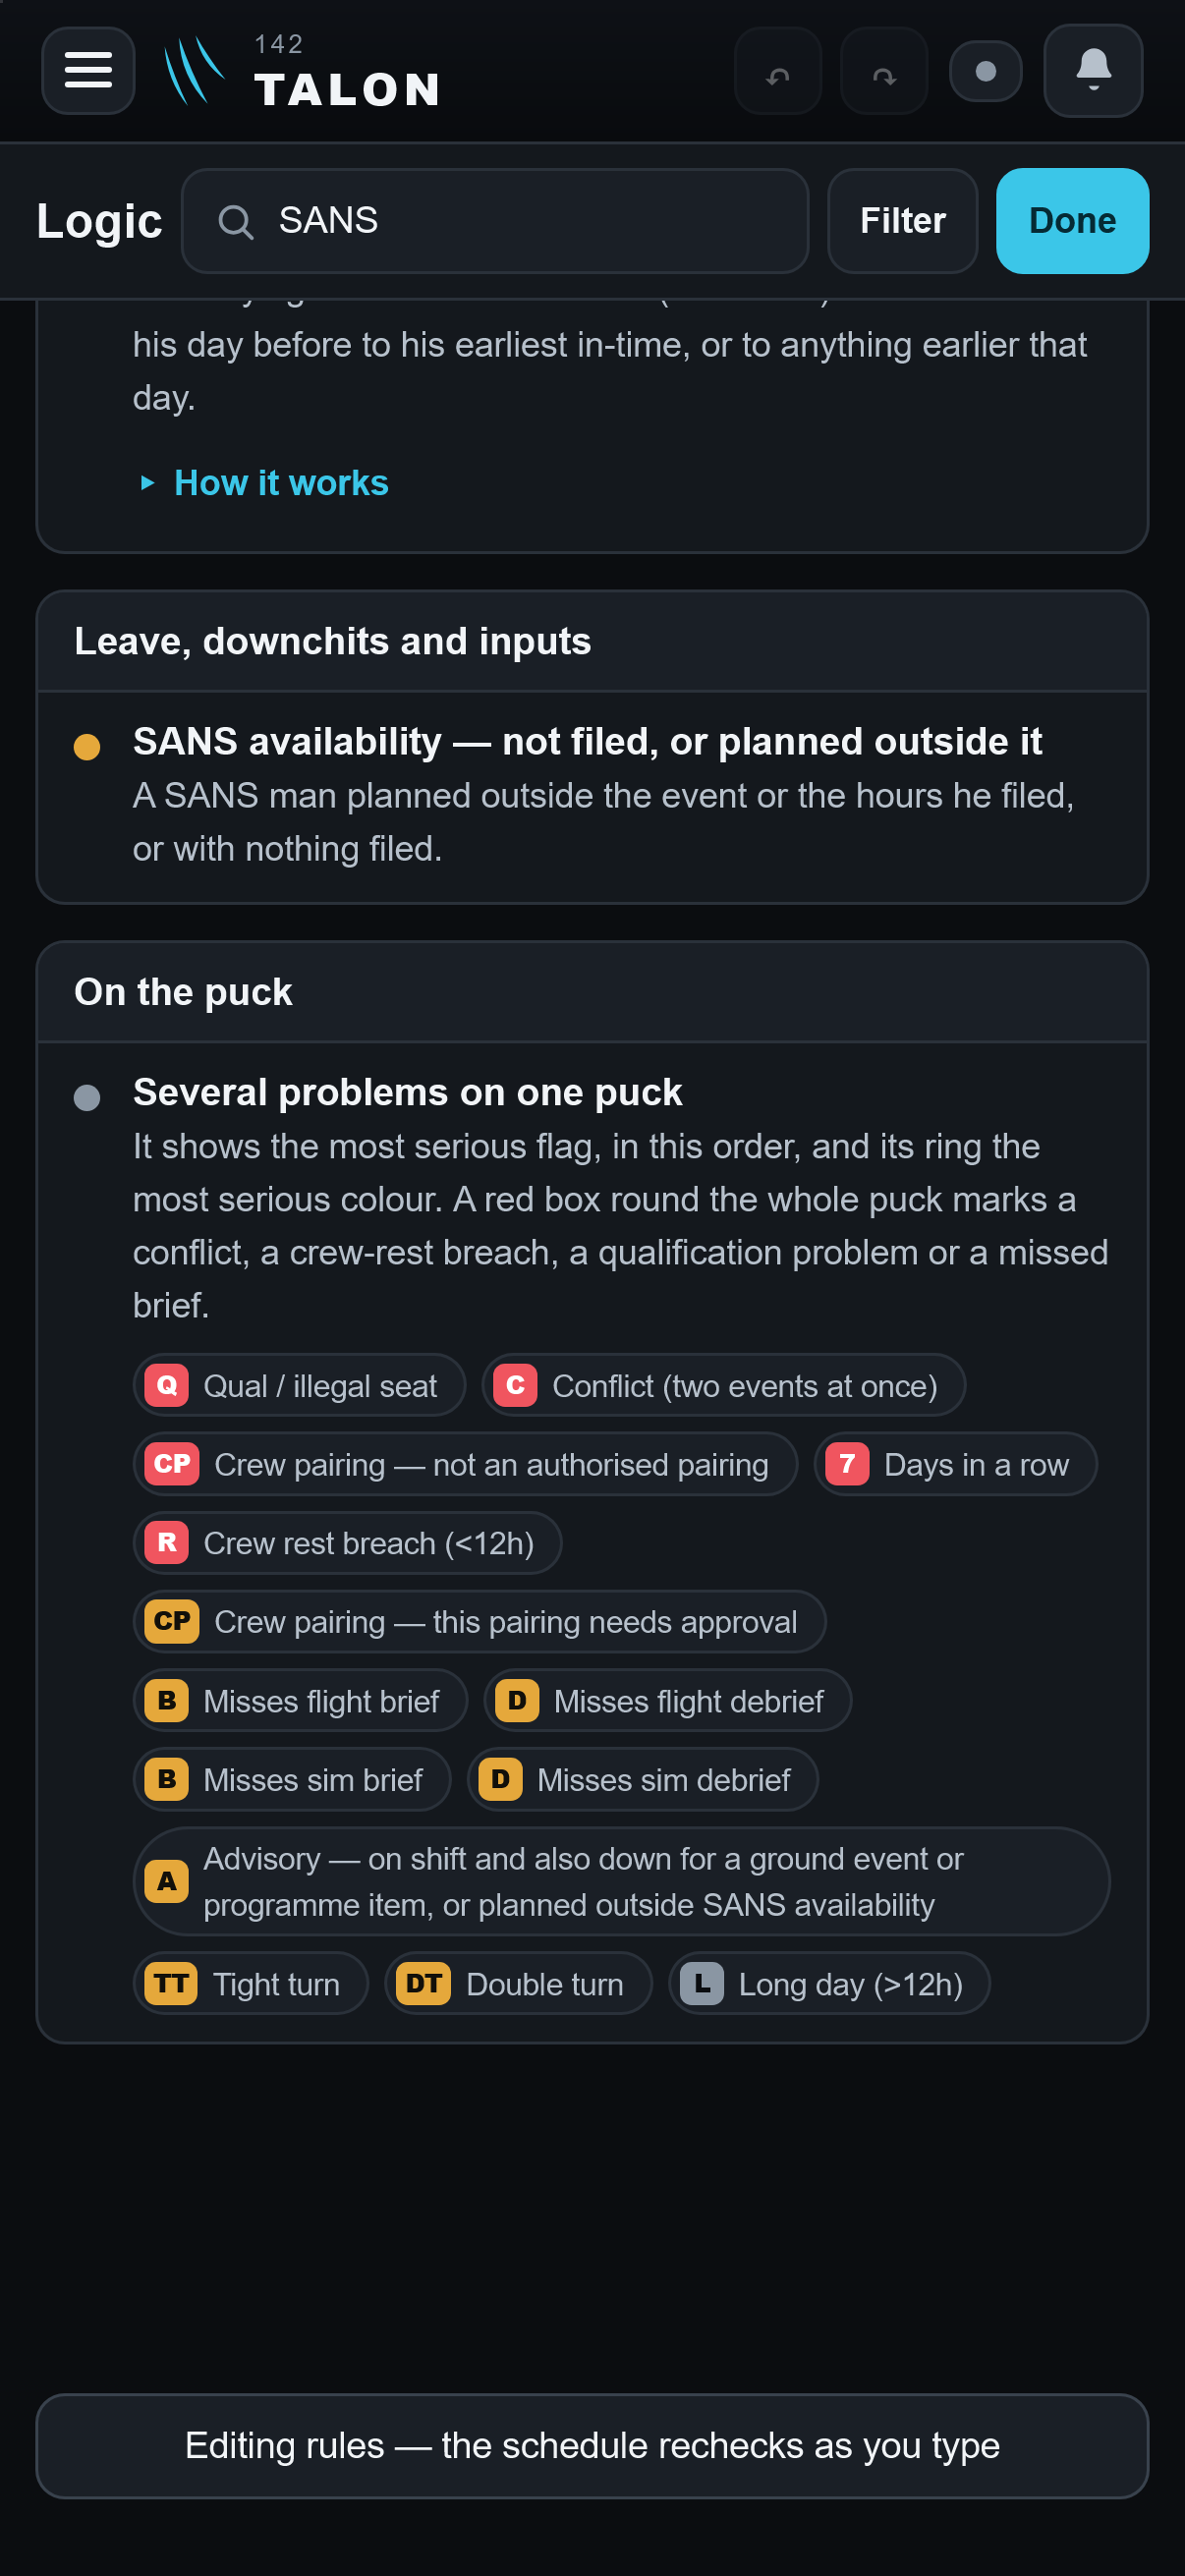 142
TALON
Logic
SANS
Filter
Done
his day before to his earliest in-time, or to anything earlier that
day.
How it works
Leave, downchits and inputs
SANS availability — not filed, or planned outside it
A SANS man planned outside the event or the hours he filed,
or with nothing filed.
On the puck
Several problems on one puck
It shows the most serious flag, in this order, and its ring the
most serious colour. A red box round the whole puck marks a
conflict, a crew-rest breach, a qualification problem or a missed
brief.
Q Qual / illegal seat C Conflict (two events at once)
CP Crew pairing — not an authorised pairing 7 Days in a row
R Crew rest breach (<12h)
CP Crew pairing — this pairing needs approval
B Misses flight brief D Misses flight debrief
B Misses sim brief D Misses sim debrief
A Advisory — on shift and also down for a ground event or
programme item, or planned outside SANS availability
TT Tight turn DT Double turn L Long day (>12h)
Editing rules — the schedule rechecks as you type